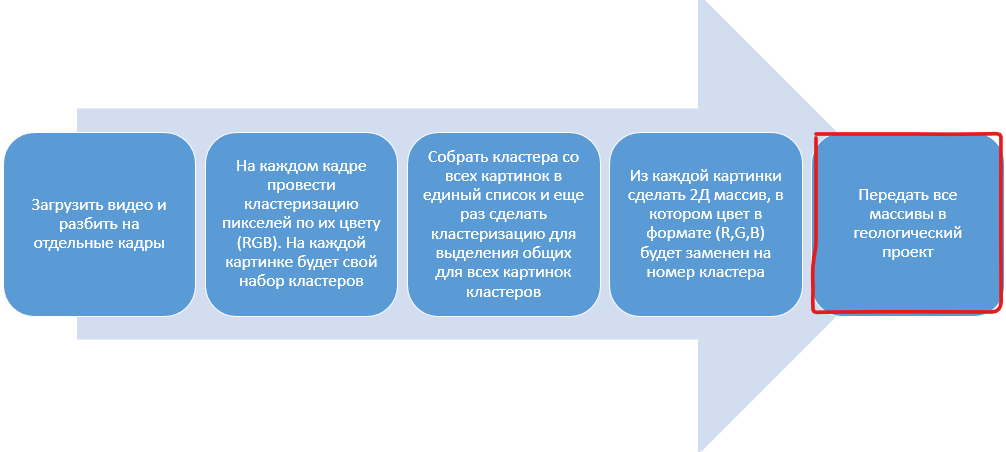 Загрузить видео и
разбить на
отдельные кадры
На каждом кадре
провести
кластеризацию
пикселей по их цвету
(RGB). На каждой
картинке будет свой
набор кластеров
Собрать кластера со
всех картинок в
единый список и еще
раз сделать
кластеризацию для
выделения общих
для всех картинок
кластеров
Из каждой картинки
сделать 2Д массив, в
котором цвет в
формате (R,G,B)
будет заменен на
номер кластера
Передать все
массивы в
геологический
проект